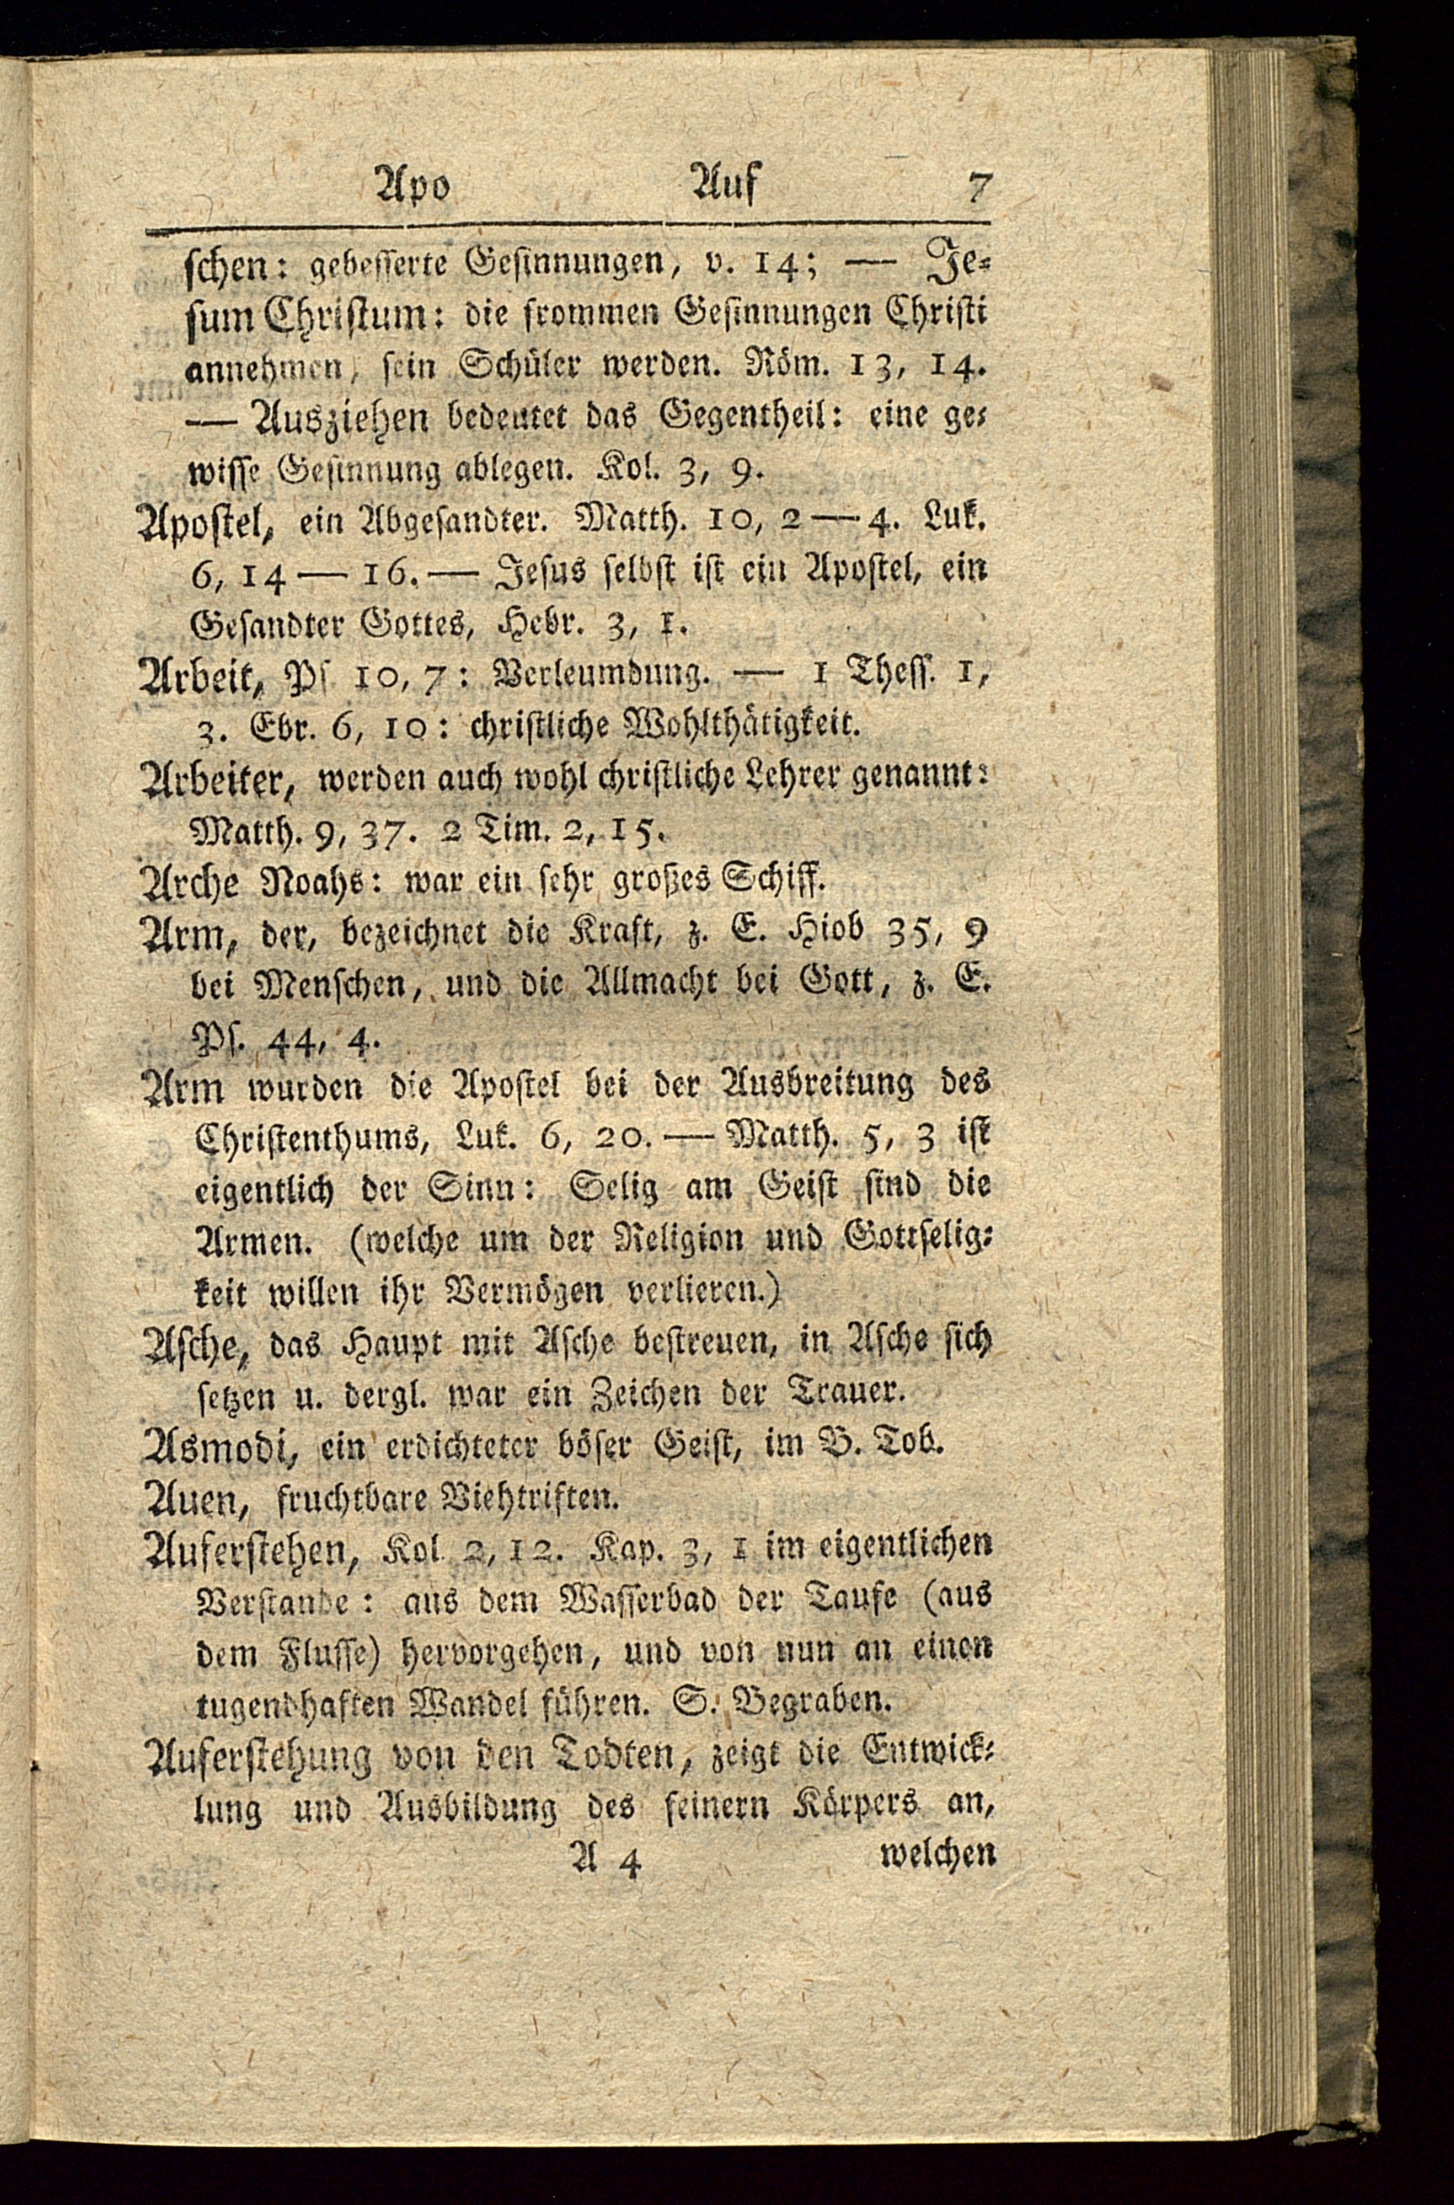 Apo Auf 7
schen: gebesserte Gesinnungen, v. 14; — Je-
sum Christum: die frommen Gesinnungen Christi
annehmen, sein Schüler werden. Röm. 13, 14.
— Ausziehen bedeutet das Gegentheil: eine ge-
wisse Gesinnung ablegen. Kol. 3, 9.
Apostel, ein Abgesandter. Matth. 10, 2—4. Luk.
6, 14—16. — Jesus selbst ist ein Apostel, ein
Gesandter Gottes, Hebr. 3, 1.
Arbeit, Ps 10, 7: Verleumdung. — 1 Thess. 1,
3. Ebr. 6, 10: christliche Wohlthätigkeit.
Arbeiter, werden auch wohl christliche Lehrer genannt:
Matth. 9, 37. 2 Tim. 2, 15.
Arche Noahs: war ein sehr großes Schiff.
Arm, der, bezeichnet die Kraft, z. E. Hiob 35, 9
bei Menschen, und die Allmacht bei Gott, z. E.
Ps. 44, 4.
Arm wurden die Apostel bei der Ausbreitung des
Christenthums, Luk. 6, 20. — Matth. 5, 3 ist
eigentlich der Sinn: Selig am Geist sind die
Armen. (welche um der Religion und Gottselig-
keit willen ihr Vermögen verlieren.)
Asche, das Haupt mit Asche bestreuen, in Asche sich
setzen u. dergl. war ein Zeichen der Trauer.
Asmodi, ein erdichteter böser Geist, im B. Tob.
Auen, fruchtbare Viehtriften.
Auferstehen, Kol. 2, 12. Kap. 3, 1 im eigentlichen
Verstande: aus dem Wasserbad der Taufe (aus
dem Flusse) hervorgehen, und von nun an einen
tugendhaften Wandel führen. S. Begraben.
Auferstehung von den Todten, zeigt die Entwick-
lung und Ausbildung des feinern Körpers an,
A 4 welchen